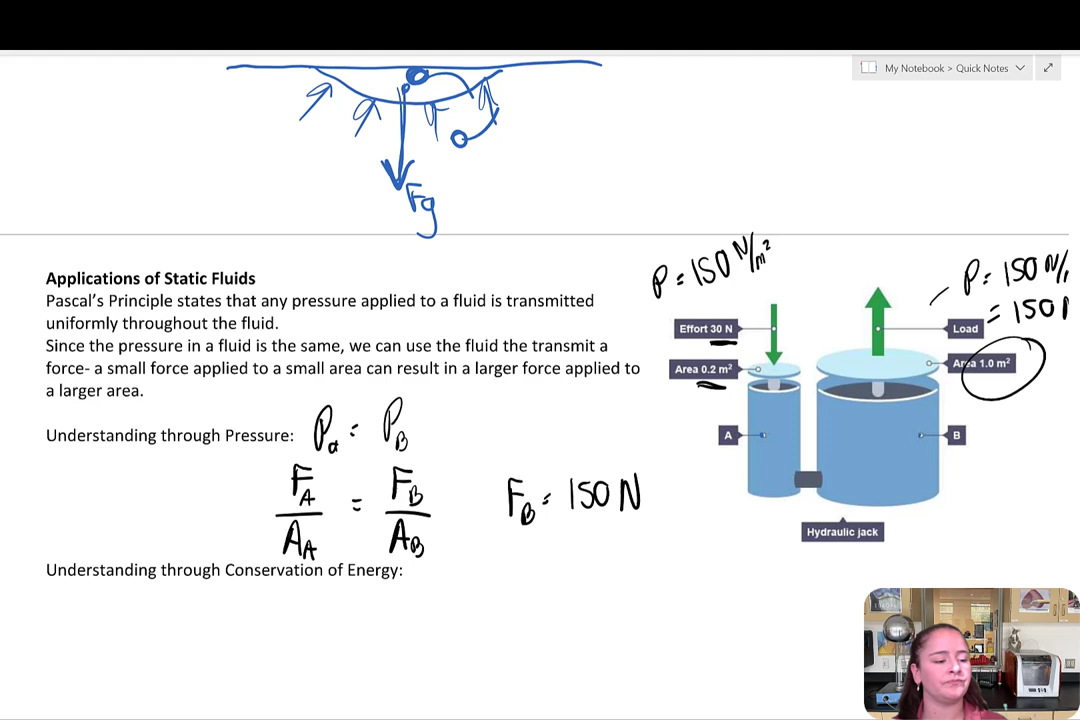 My Notebook > Quick Notes
Fg
Applications of Static Fluids
Pascal's Principle states that any pressure applied to a fluid is transmitted
uniformly throughout the fluid.
Since the pressure in a fluid is the same, we can use the fluid the transmit a
force- a small force applied to a small area can result in a larger force applied to
a larger area.
P = 150 N/m²
P = 150 N/
= 150
Effort 30 N
Load
Area 0.2 m²
Area 1.0 m²
A
B
Hydraulic jack
Understanding through Pressure: Pa = PB
FA/AA = FB/AB
FB = 150 N
Understanding through Conservation of Energy: